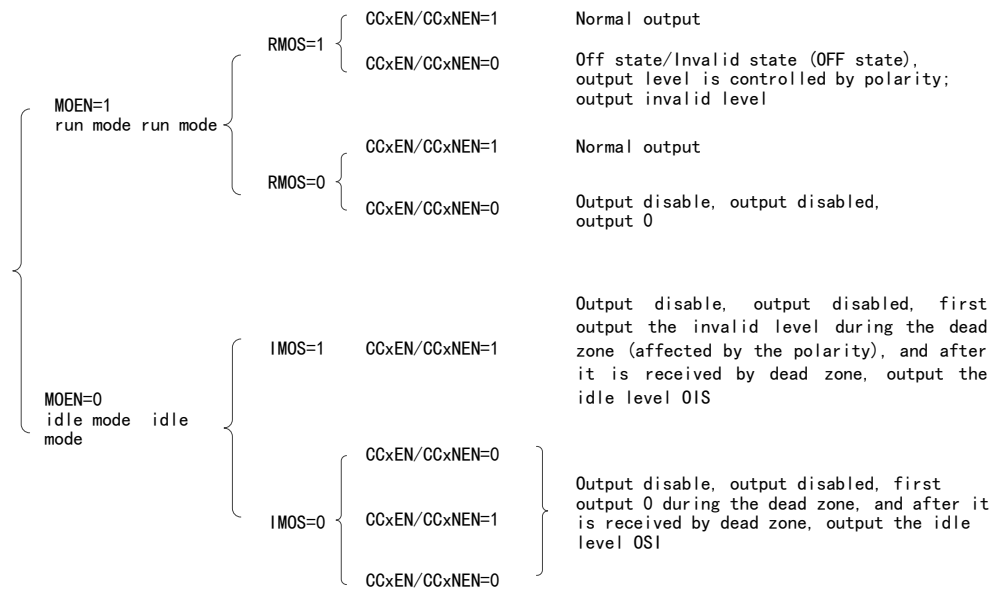 CCxEN/CCxNEN=1 Normal output
RMOS=1
CCxEN/CCxNEN=0 Off state/Invalid state (OFF state),
output level is controlled by polarity;
output invalid level
MOEN=1
run mode run mode
CCxEN/CCxNEN=1 Normal output
RMOS=0
CCxEN/CCxNEN=0 Output disable, output disabled,
output 0
Output disable, output disabled, first
output the invalid level during the dead
IMOS=1 CCxEN/CCxNEN=1 zone (affected by the polarity), and after
it is received by dead zone, output the
idle level OIS
MOEN=0
idle mode idle
mode
CCxEN/CCxNEN=0
Output disable, output disabled, first
output 0 during the dead zone, and after it
IMOS=0 CCxEN/CCxNEN=1 is received by dead zone, output the idle
level OSI
CCxEN/CCxNEN=0